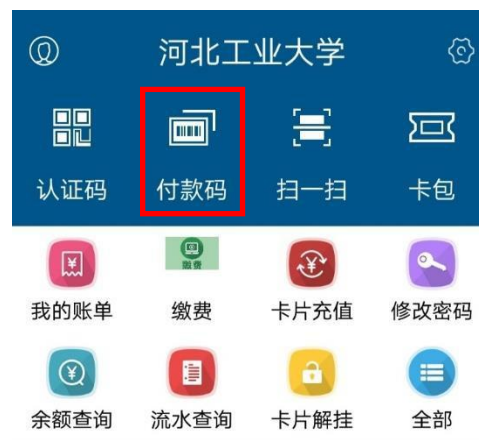 河北工业大学
认证码 付款码 扫一扫 卡包
缴费
我的账单 缴费 卡片充值 修改密码
余额查询 流水查询 卡片解挂 全部